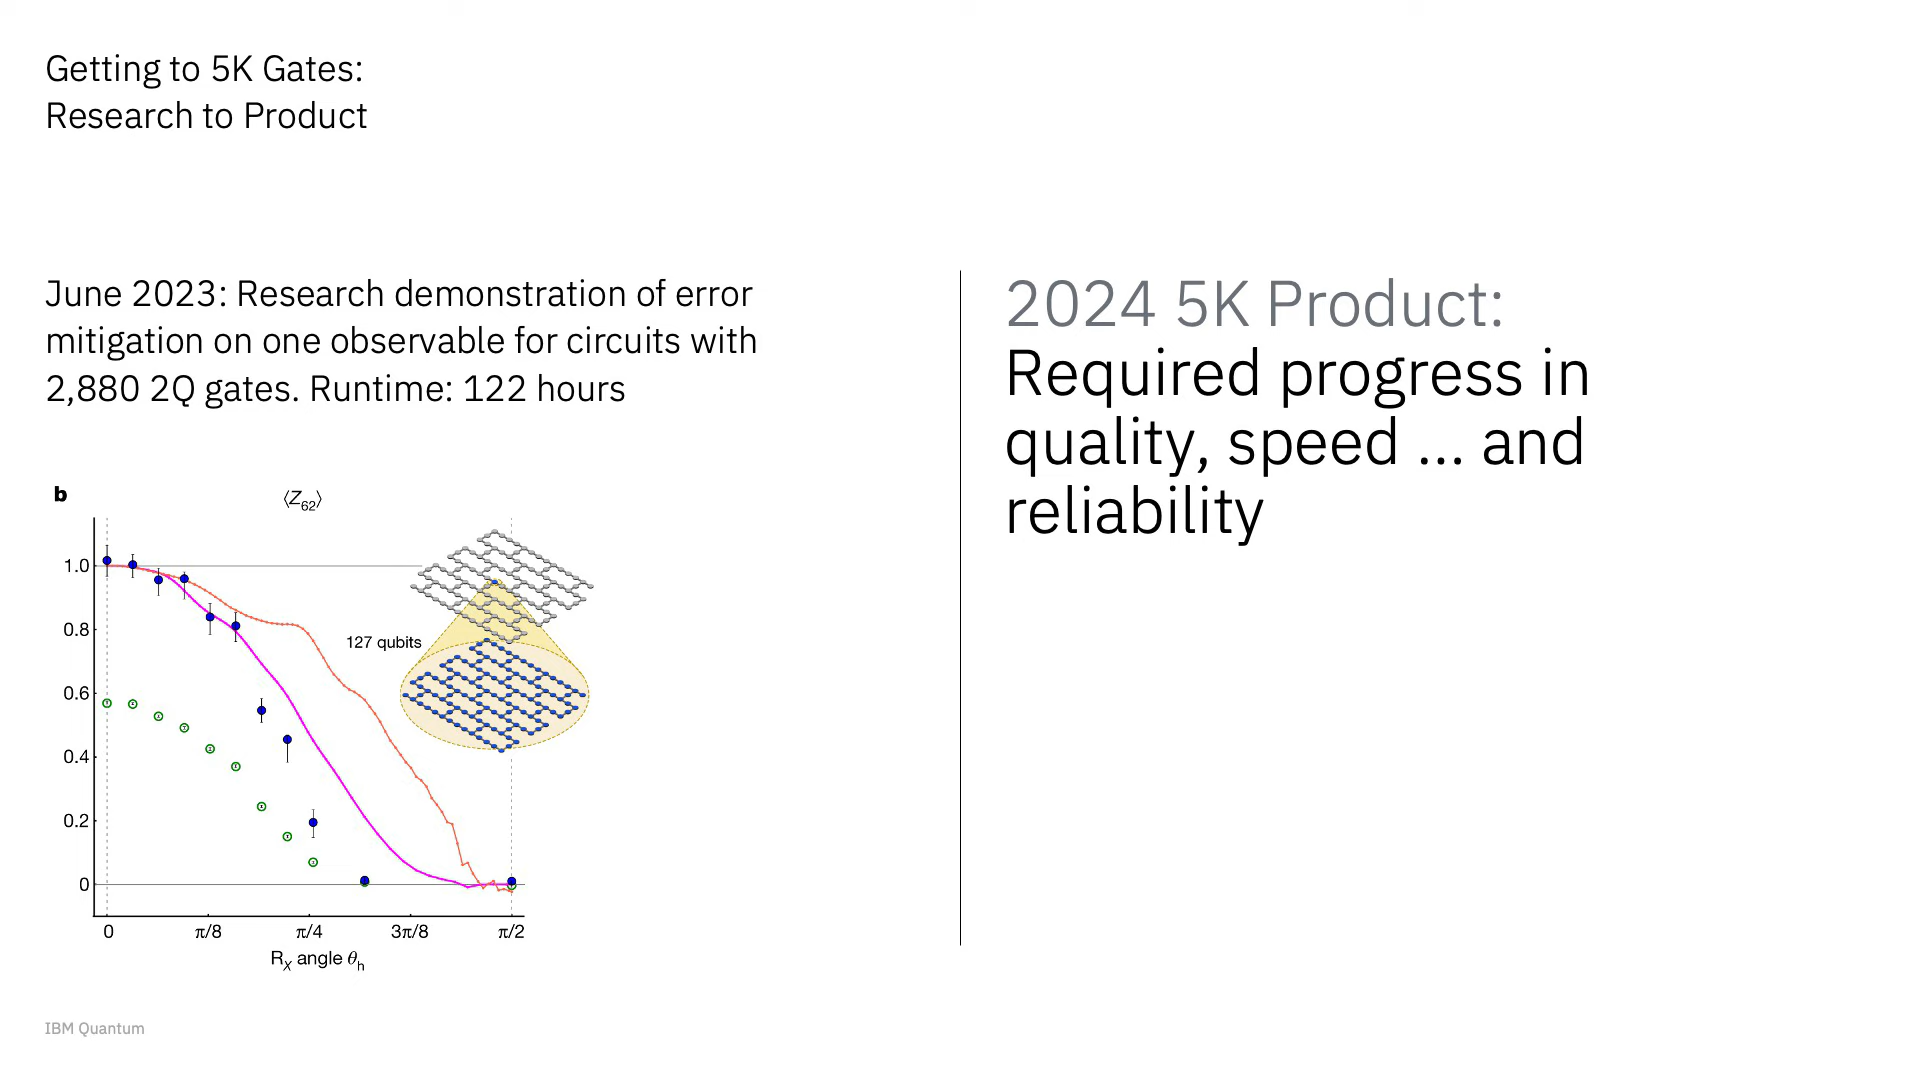 Getting to 5K Gates:
Research to Product
June 2023: Research demonstration of error
mitigation on one observable for circuits with
2,880 2Q gates. Runtime: 122 hours
2024 5K Product:
Required progress in
quality, speed … and
reliability
b
⟨Z₆₂⟩
1.0
0.8
0.6
0.4
0.2
0
127 qubits
0 π/8 π/4 3π/8 π/2
R_X angle θ_h
IBM Quantum